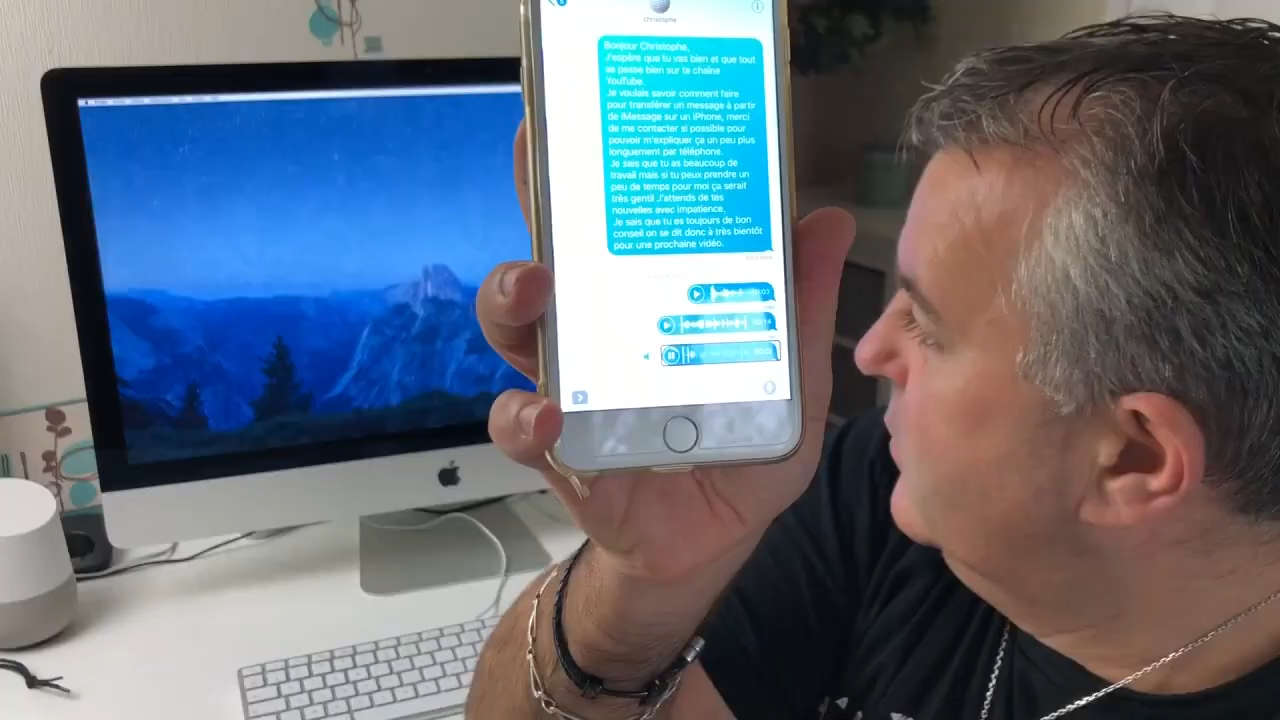 christophe
Bonjour Christophe,
J'espère que tu vas bien et que tout
se passe bien sur ta chaîne
YouTube.
Je voulais savoir comment faire
pour transférer un message à partir
de iMessage sur un iPhone, merci
de me contacter si possible pour
pouvoir m'expliquer ça un peu plus
longuement par téléphone.
Je sais que tu as beaucoup de
travail mais si tu peux prendre un
peu de temps pour moi ça serait
très gentil J'attends de tes
nouvelles avec impatience,
Je sais que tu es toujours de bon
conseil on se dit donc à très bientôt
pour une prochaine vidéo.
00:03
00:14